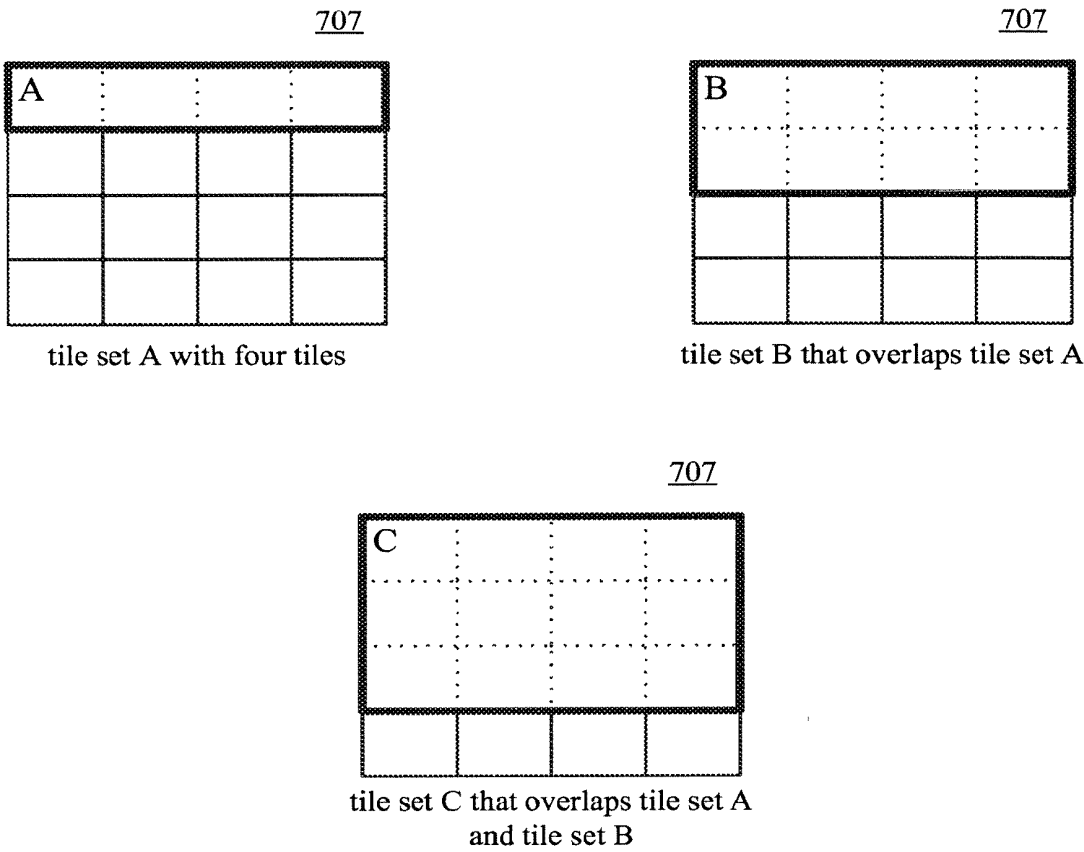 707
A
tile set A with four tiles
707
B
tile set B that overlaps tile set A
707
C
tile set C that overlaps tile set A
and tile set B